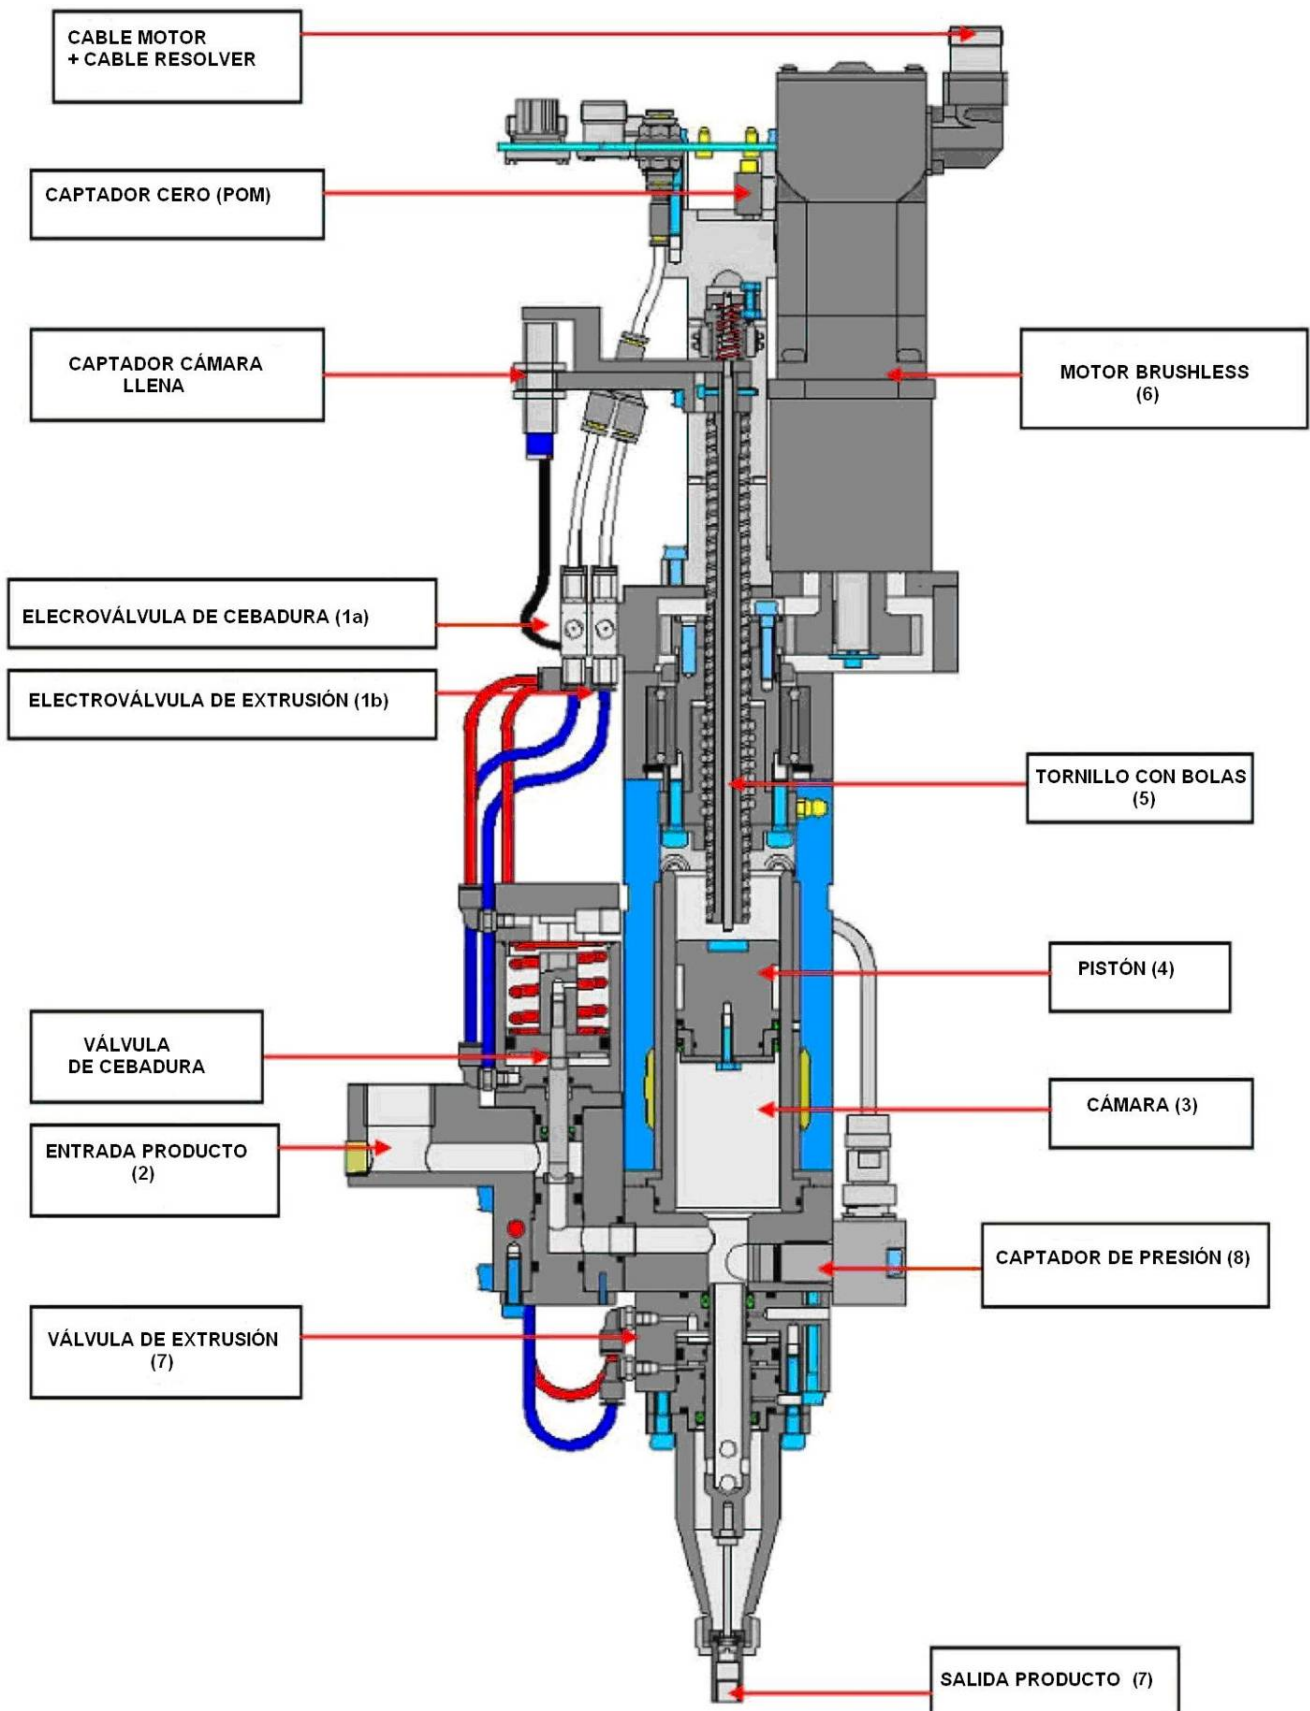 CABLE MOTOR
+ CABLE RESOLVER
CAPTADOR CERO (POM)
CAPTADOR CÁMARA
LLENA
MOTOR BRUSHLESS
(6)
ELECROVÁLVULA DE CEBADURA (1a)
ELECTROVÁLVULA DE EXTRUSIÓN (1b)
TORNILLO CON BOLAS
(5)
PISTÓN (4)
VÁLVULA
DE CEBADURA
CÁMARA (3)
ENTRADA PRODUCTO
(2)
CAPTADOR DE PRESIÓN (8)
VÁLVULA DE EXTRUSIÓN
(7)
SALIDA PRODUCTO (7)